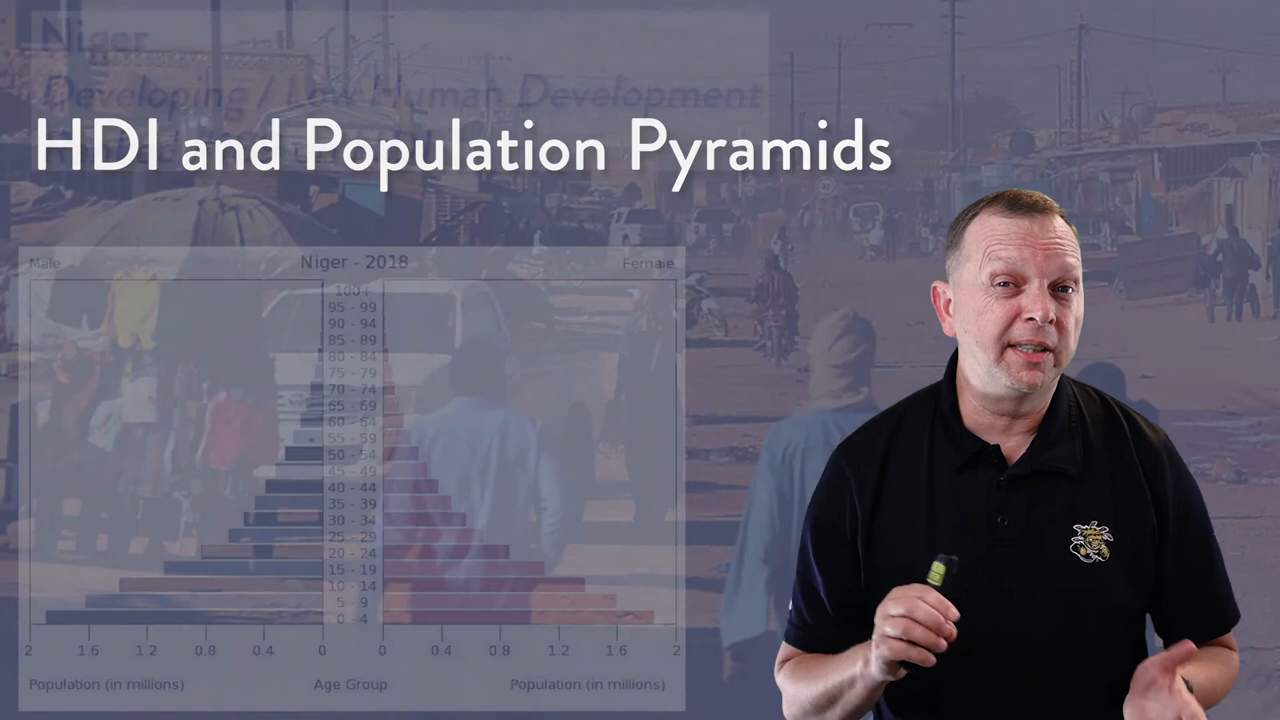 Niger
Developing / Low Human Development
HDI and Population Pyramids
Male Niger - 2018 Female
100+
95 - 99
90 - 94
85 - 89
80 - 84
75 - 79
70 - 74
65 - 69
60 - 64
55 - 59
50 - 54
45 - 49
40 - 44
35 - 39
30 - 34
25 - 29
20 - 24
15 - 19
10 - 14
5 - 9
0 - 4
2 1.6 1.2 0.8 0.4 0 0 0.4 0.8 1.2 1.6 2
Population (in millions) Age Group Population (in millions)